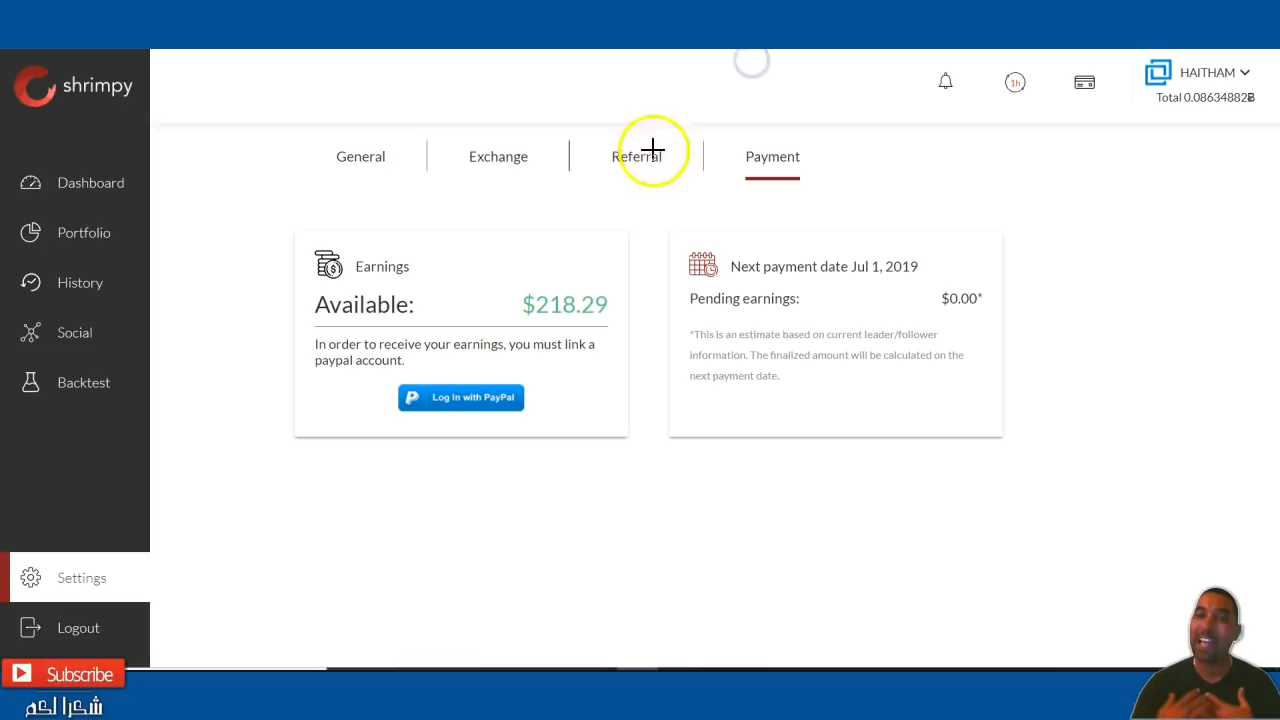 shrimpy
1h
HAITHAM
Total 0.08634882Ƀ
General
Exchange
Referral
Payment
Dashboard
Portfolio
History
Social
Backtest
Settings
Logout
Earnings
Available: $218.29
In order to receive your earnings, you must link a
paypal account.
Log In with PayPal
Next payment date Jul 1, 2019
Pending earnings: $0.00*
*This is an estimate based on current leader/follower
information. The finalized amount will be calculated on the
next payment date.
Subscribe
شكرا لكم